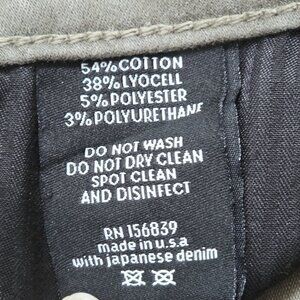 54%COTTON
38%LYOCELL
5%POLYESTER
3%POLYURETHANE
DO NOT WASH
DO NOT DRY CLEAN
SPOT CLEAN
AND DISINFECT
RN 156839
made in u.s.a
with japanese denim